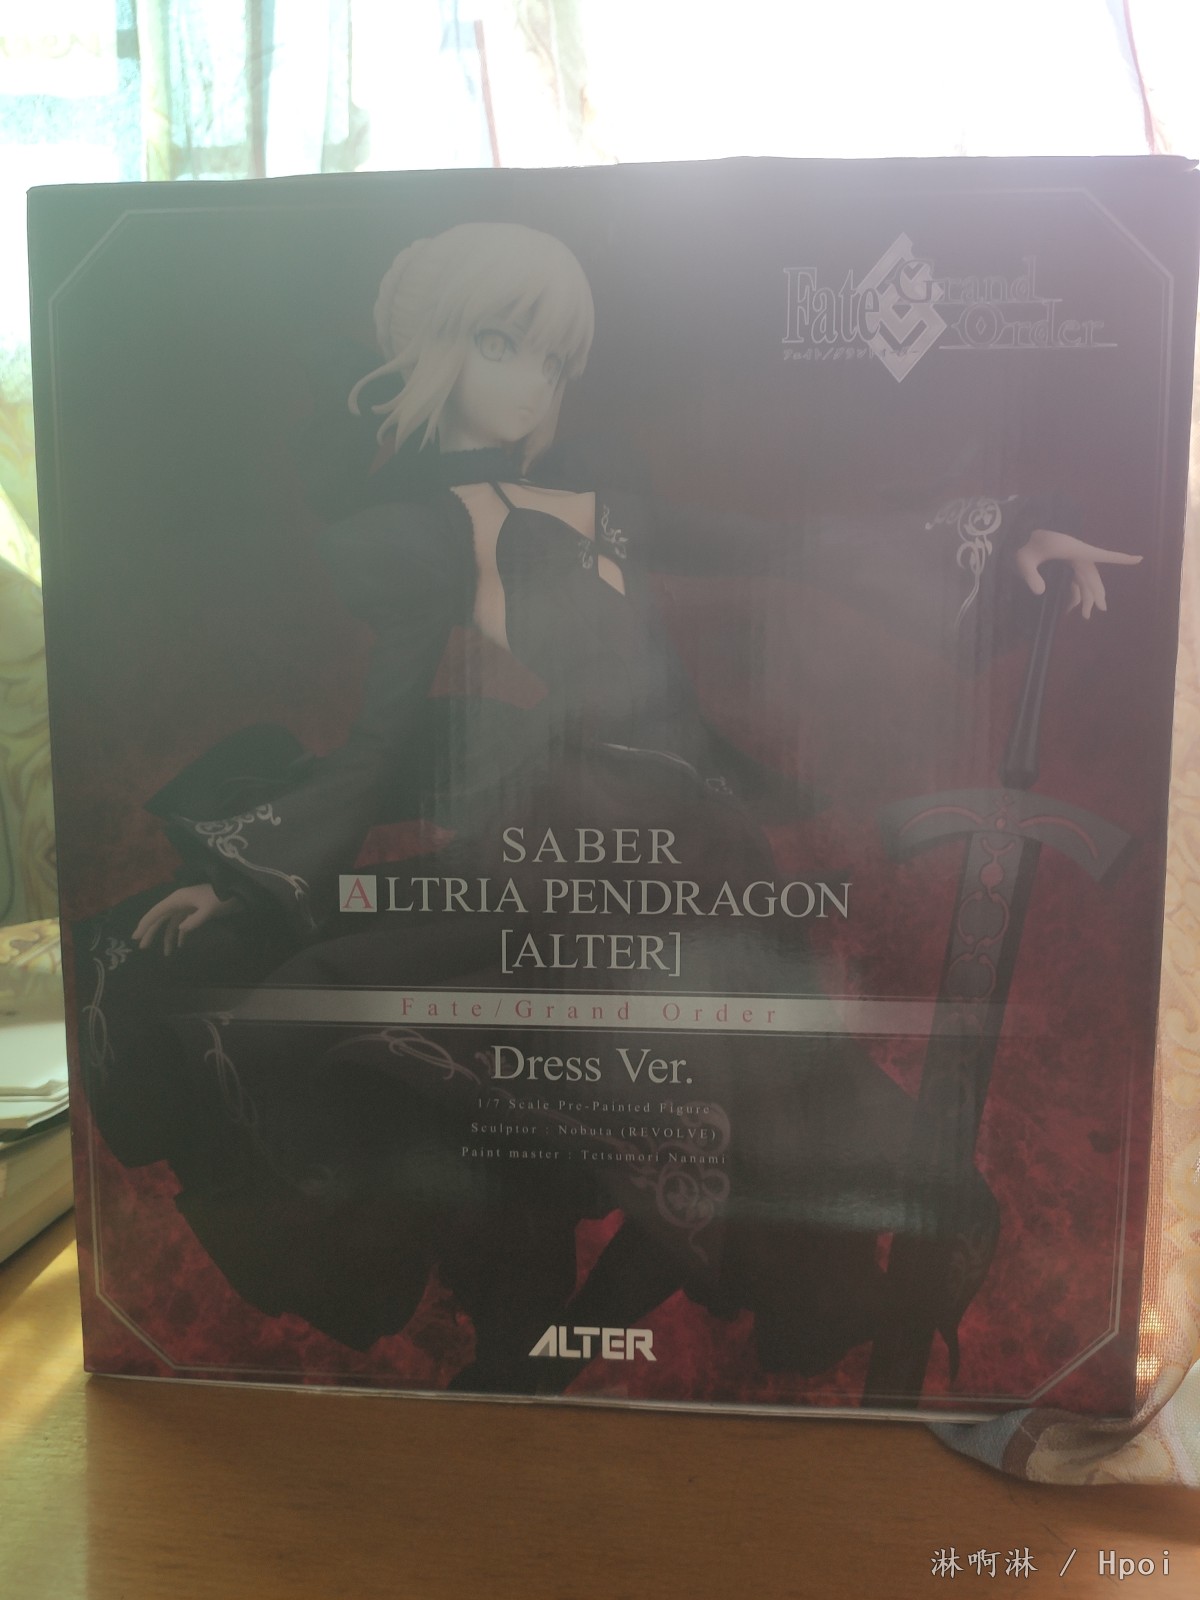 Fate/Grand Order
フェイト/グランドオーダー
SABER
ALTRIA PENDRAGON
[ALTER]
Fate/Grand Order
Dress Ver.
1/7 Scale Pre-Painted Figure
Sculptor : Nobuta (REVOLVE)
Paint master : Tetsumori Nanami
ALTER
淋啊淋 / Hpoi